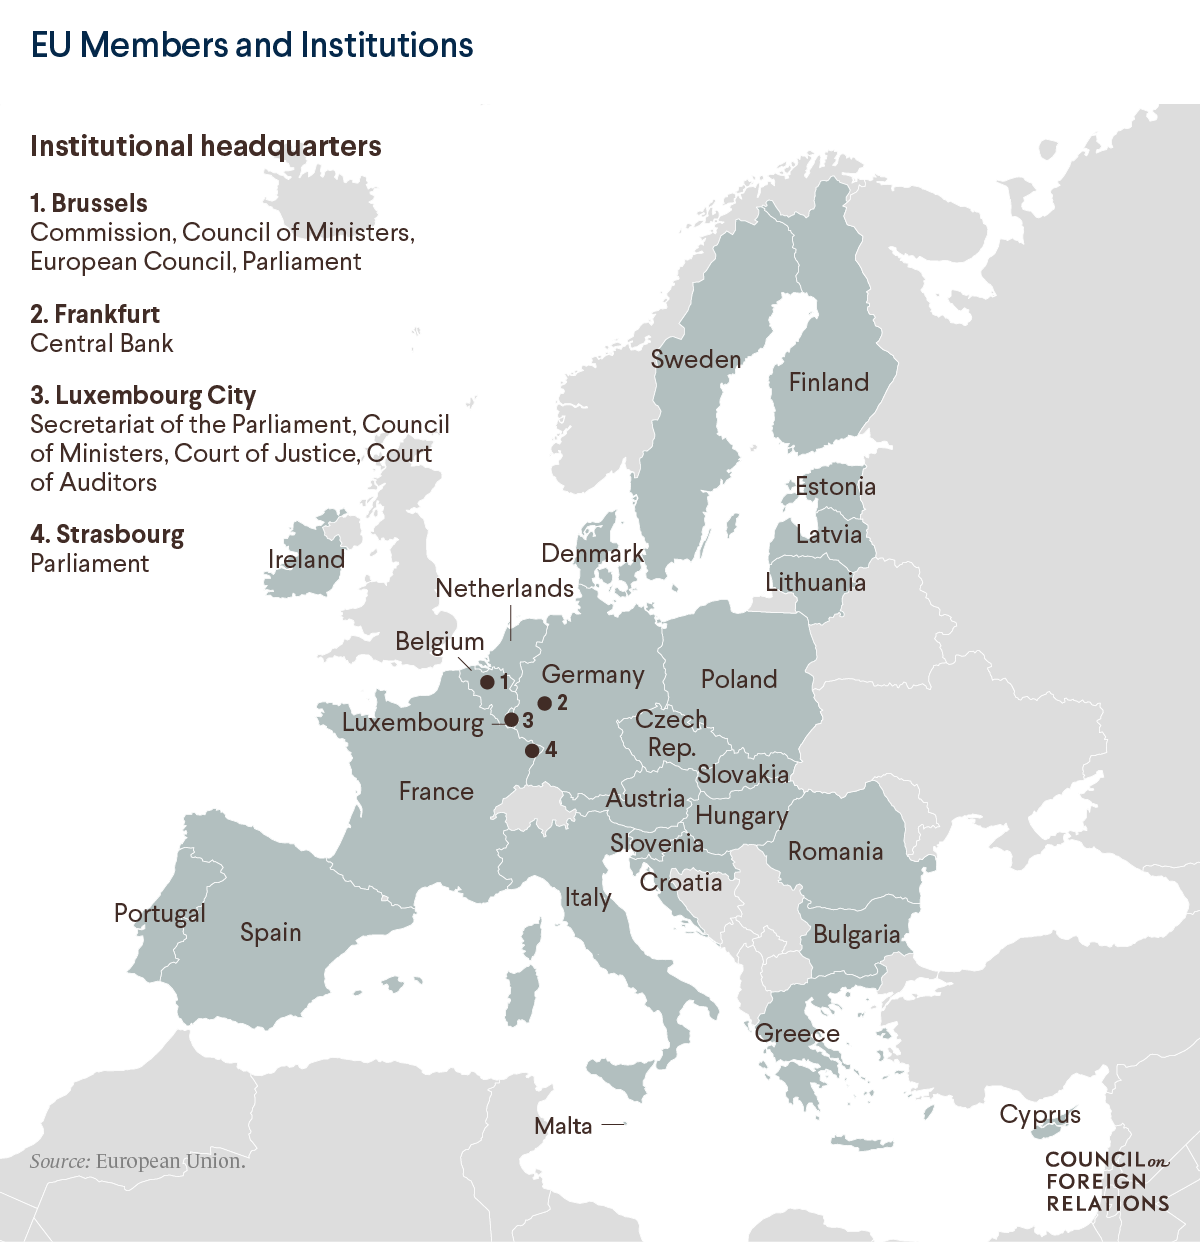 EU Members and Institutions
Institutional headquarters
1. Brussels
Commission, Council of Ministers,
European Council, Parliament
2. Frankfurt
Central Bank
3. Luxembourg City
Secretariat of the Parliament, Council
of Ministers, Court of Justice, Court
of Auditors
4. Strasbourg
Parliament
Sweden
Finland
Estonia
Latvia
Lithuania
Denmark
Ireland
Netherlands
Belgium
1
Germany
2
Poland
Luxembourg
3
Czech
Rep.
4
Slovakia
France
Austria
Hungary
Slovenia
Romania
Croatia
Italy
Portugal
Spain
Bulgaria
Greece
Malta
Cyprus
Source: European Union.
COUNCIL on
FOREIGN
RELATIONS